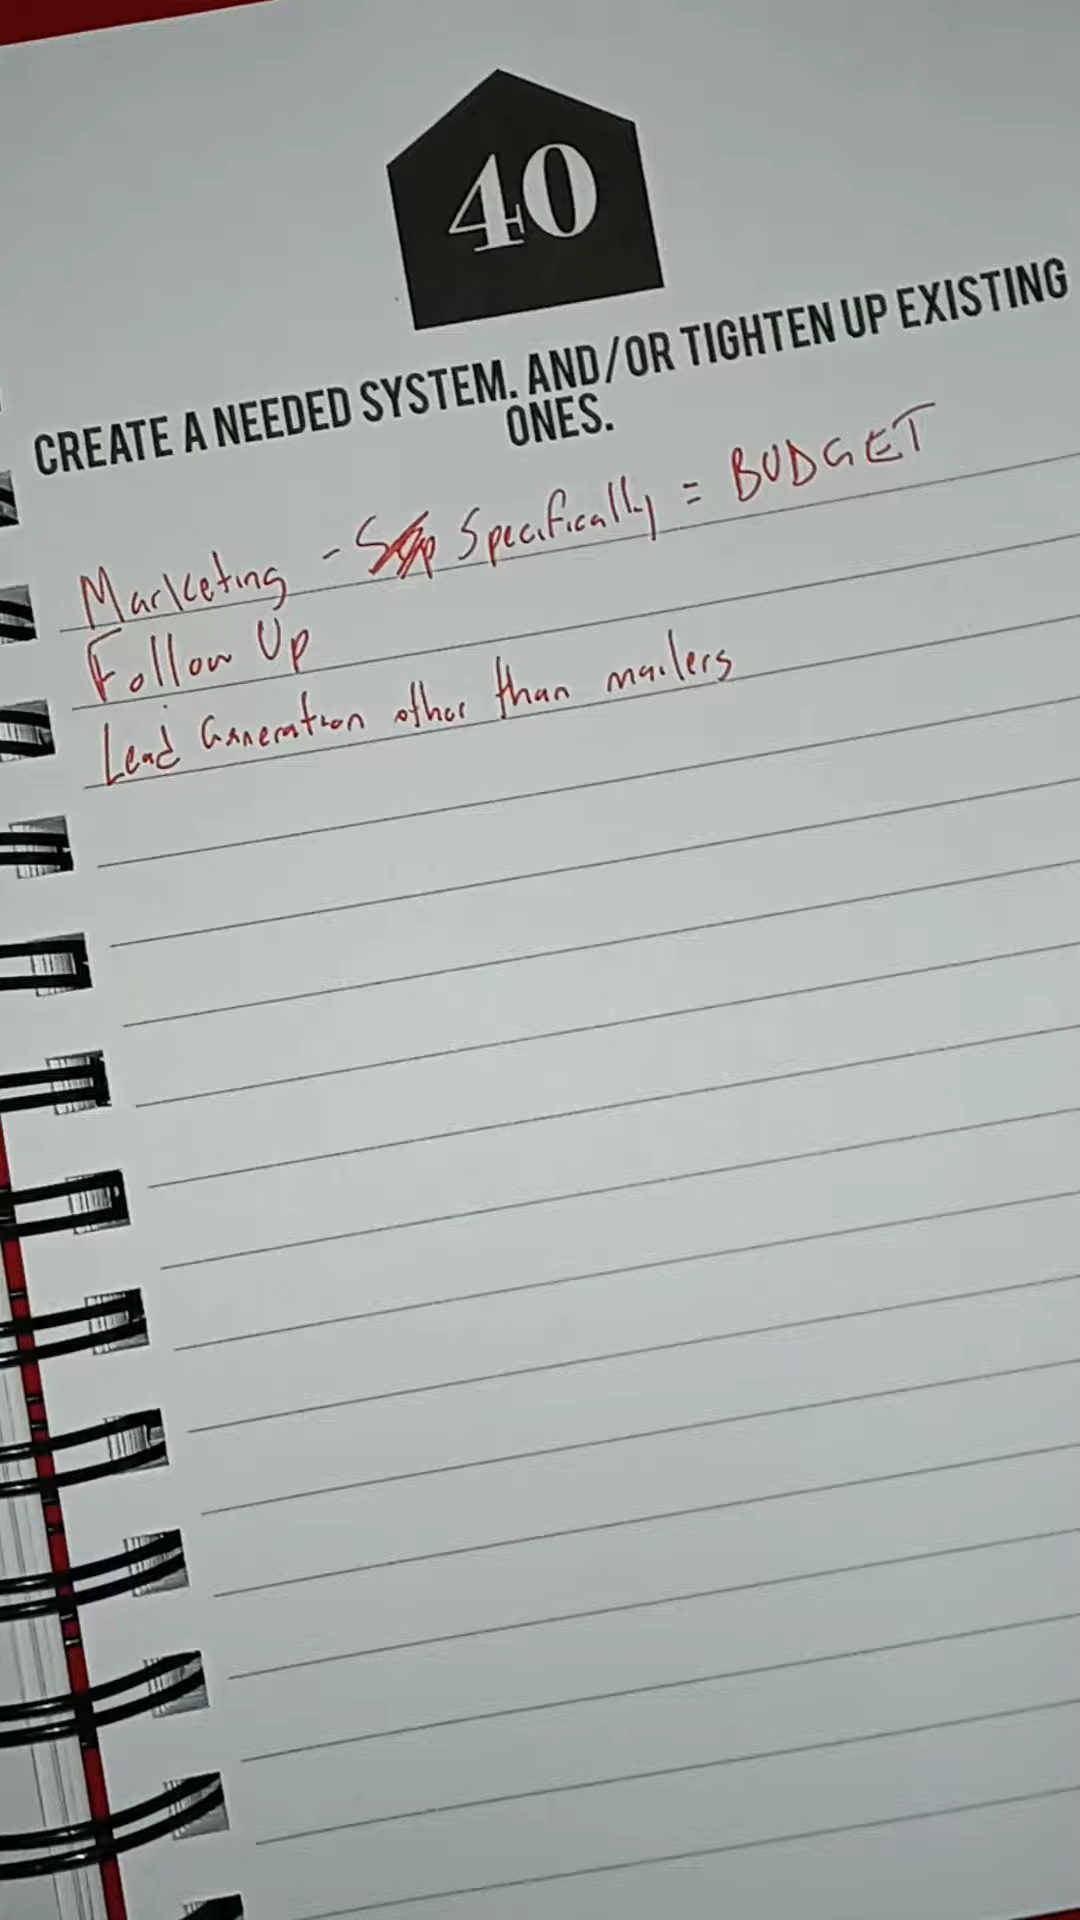 40
CREATE A NEEDED SYSTEM. AND/OR TIGHTEN UP EXISTING
ONES.
Marketing - Specifically = BUDGET
Follow Up
Lead Generation other than mailers